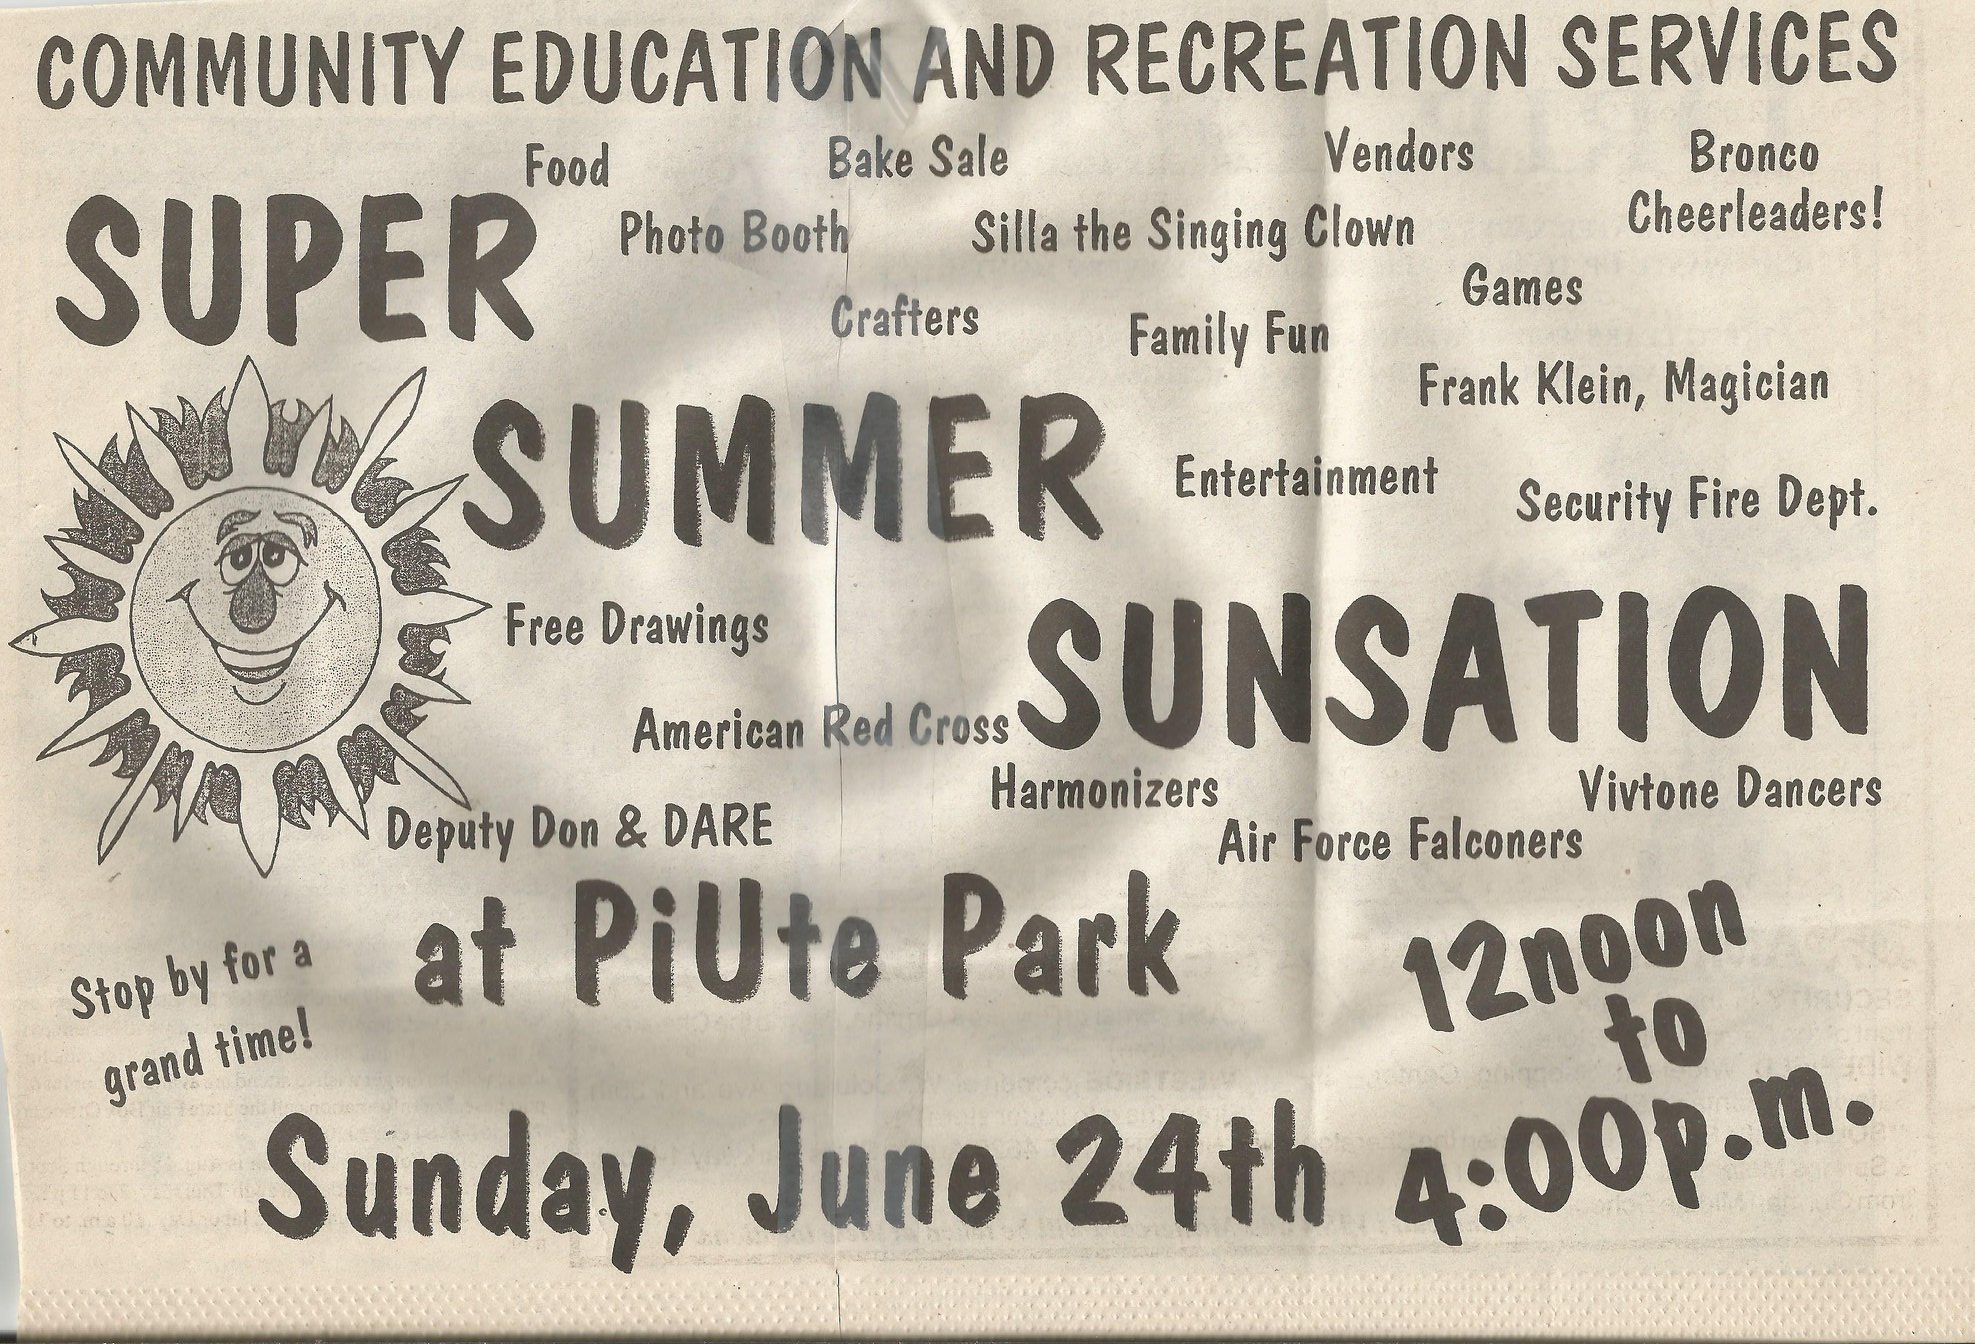 COMMUNITY EDUCATION AND RECREATION SERVICES
Food
Bake Sale
Vendors
Bronco
Cheerleaders!
SUPER
Photo Booth
Silla the Singing Clown
Games
Crafters
Family Fun
Frank Klein, Magician
SUMMER
Entertainment
Security Fire Dept.
Free Drawings
SUNSATION
American Red Cross
Harmonizers
Vivtone Dancers
Deputy Don & DARE
Air Force Falconers
at PiUte Park
12noon
to
4:00p.m.
Stop by for a
grand time!
Sunday, June 24th